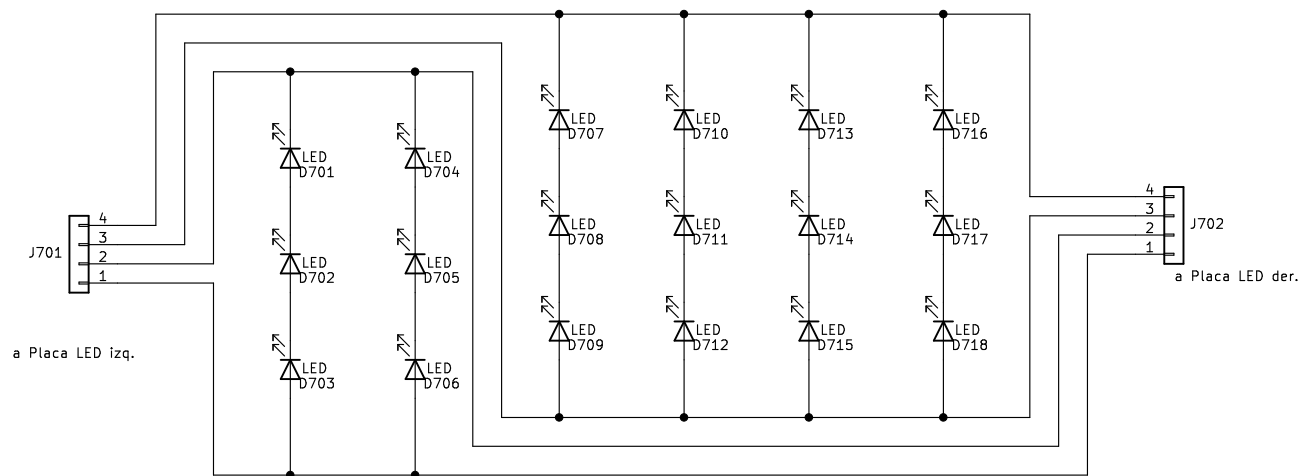 LED
D707
LED
D710
LED
D713
LED
D716
LED
D701
LED
D704
4
3
2
1
J701
LED
D708
LED
D711
LED
D714
LED
D717
4
3
2
1
J702
a Placa LED der.
LED
D702
LED
D705
LED
D709
LED
D712
LED
D715
LED
D718
a Placa LED izq.
LED
D703
LED
D706